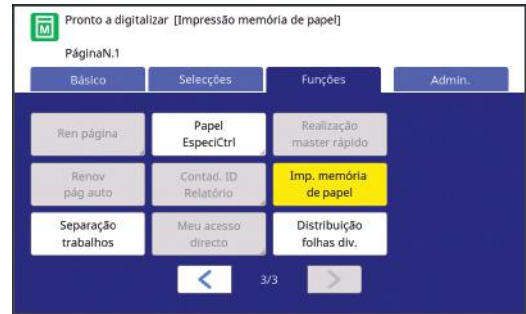 Pronto a digitalizar [Impressão memória de papel]
M
PáginaN.1
Básico Selecções Funções Admin.
Ren página
Papel
EspeciCtrl
Realização
master rápido
Renov
pág auto
Contad. ID
Relatório
Imp. memória
de papel
Separação
trabalhos
Meu acesso
directo
Distribuição
folhas div.
< 3/3 >